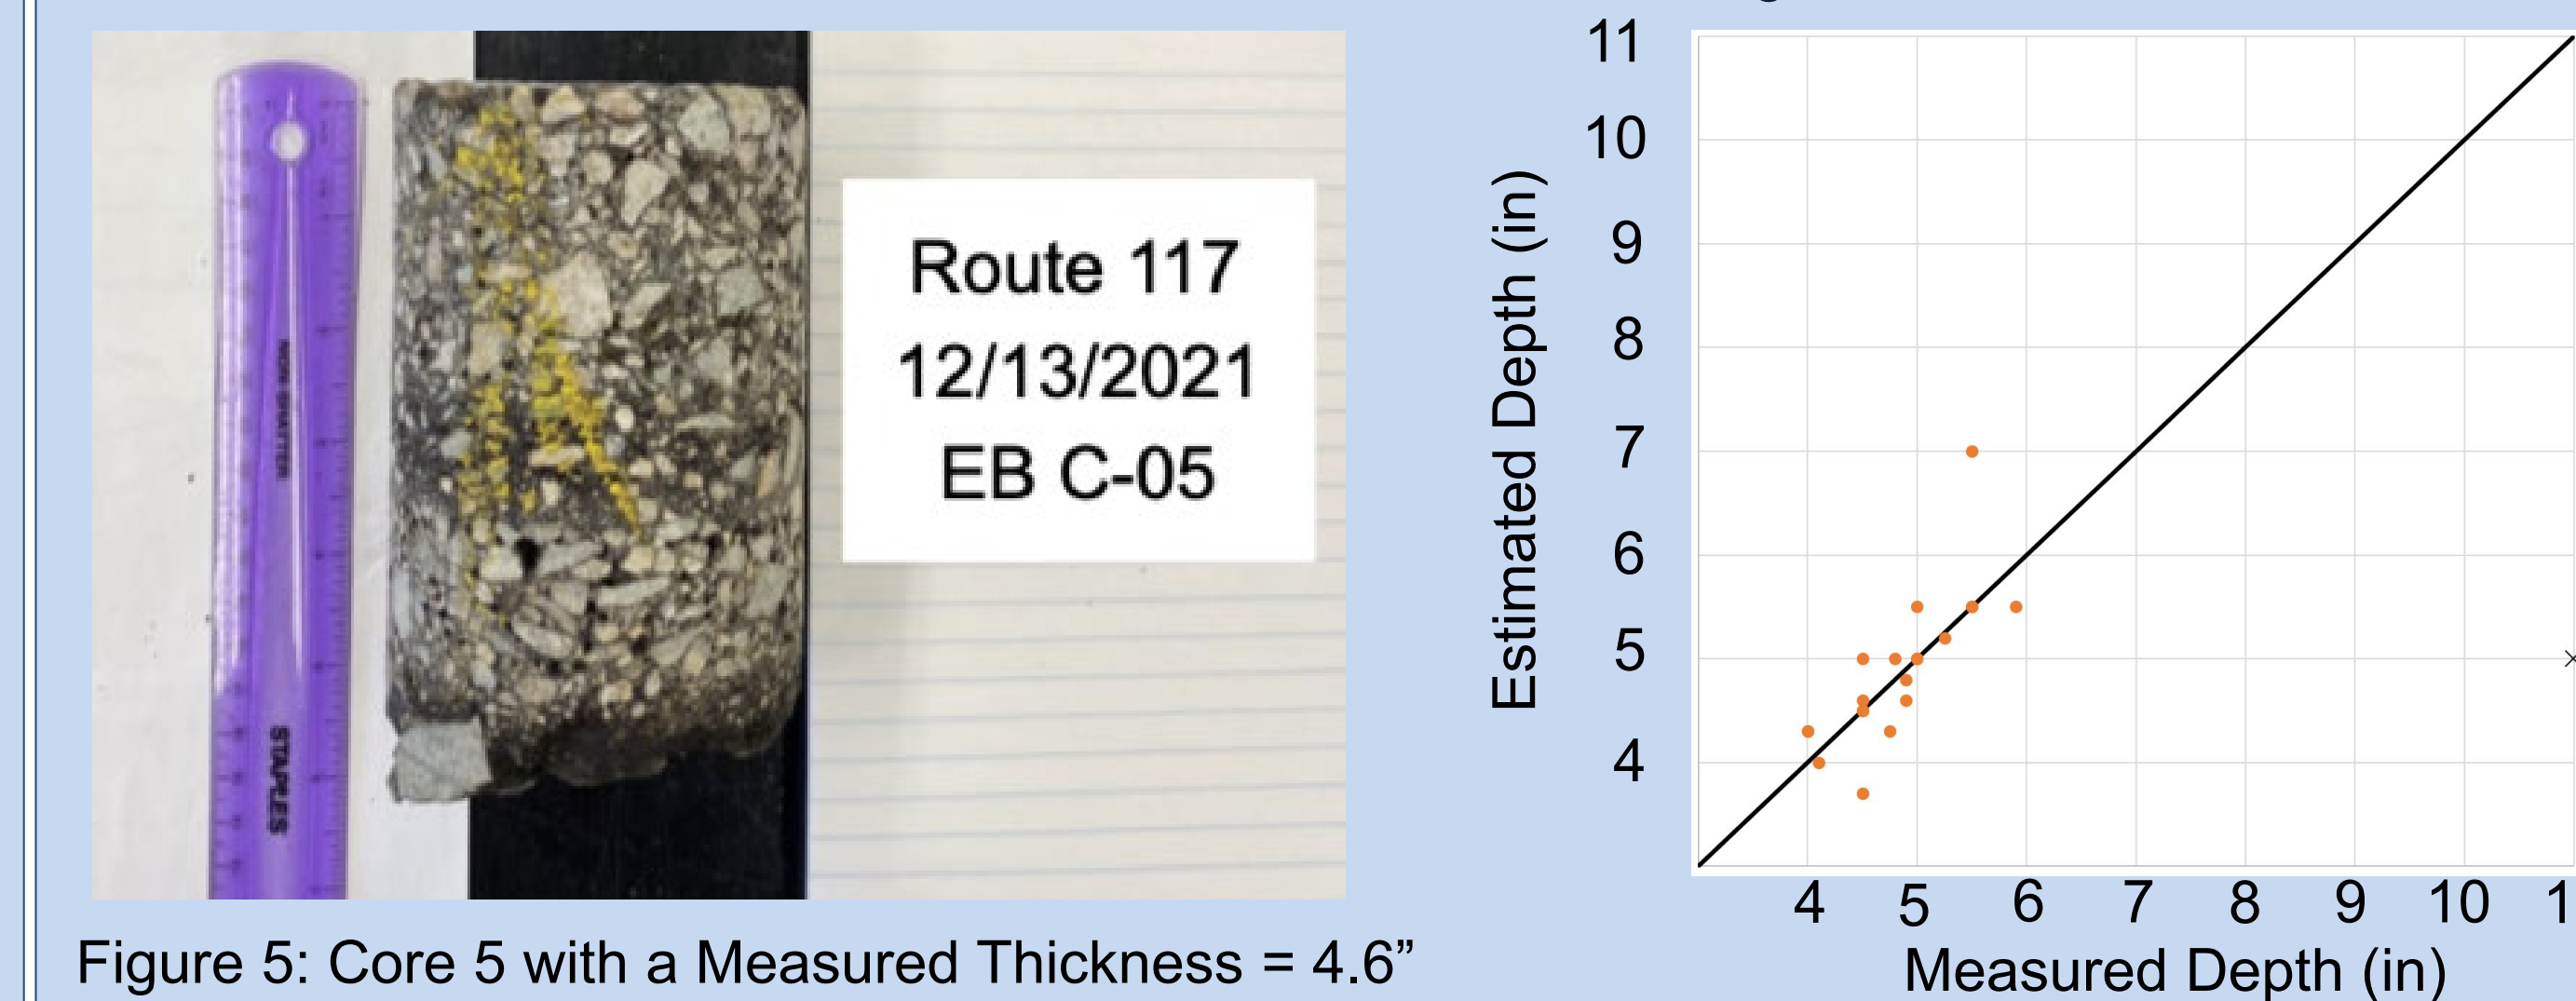 STAPLES
Route 117
12/13/2021
EB C-05
Figure 5: Core 5 with a Measured Thickness = 4.6”
Estimated Depth (in)
11
10
9
8
7
6
5
4
4 5 6 7 8 9 10 1
Measured Depth (in)